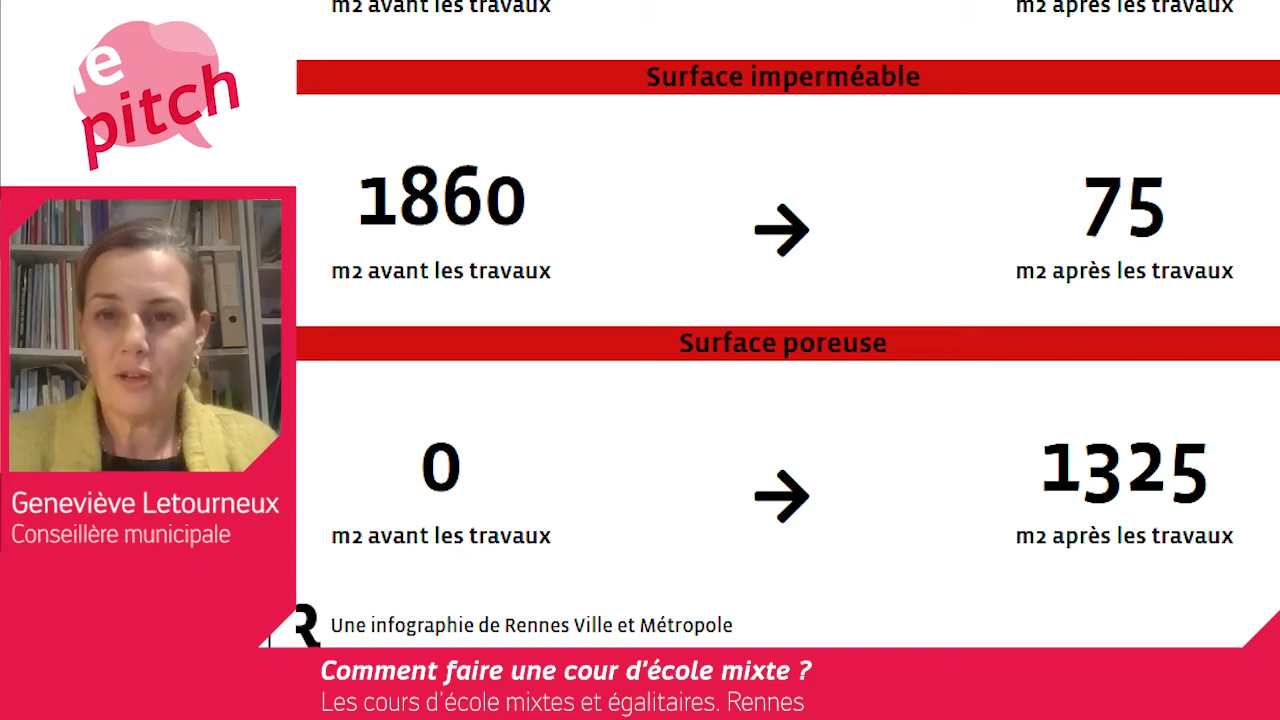 m2 avant les travaux
m2 après les travaux
le
pitch
Surface imperméable
1860
75
m2 avant les travaux
m2 après les travaux
Surface poreuse
0
1325
m2 avant les travaux
m2 après les travaux
Geneviève Letourneux
Conseillère municipale
R
Une infographie de Rennes Ville et Métropole
Comment faire une cour d'école mixte ?
Les cours d'école mixtes et égalitaires. Rennes